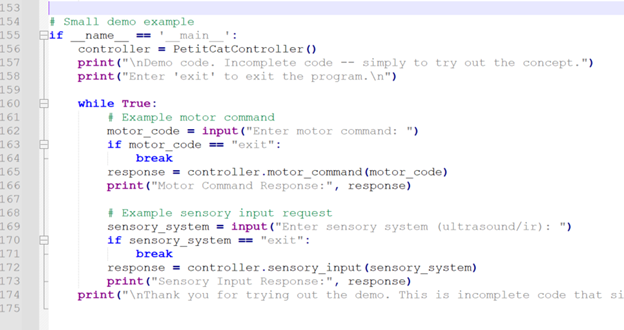 153
154 # Small demo example
155 if __name__ == '__main__':
156     controller = PetitCatController()
157     print("\nDemo code. Incomplete code -- simply to try out the concept.")
158     print("Enter 'exit' to exit the program.\n")
159
160     while True:
161         # Example motor command
162         motor_code = input("Enter motor command: ")
163         if motor_code == "exit":
164             break
165         response = controller.motor_command(motor_code)
166         print("Motor Command Response:", response)
167
168         # Example sensory input request
169         sensory_system = input("Enter sensory system (ultrasound/ir): ")
170         if sensory_system == "exit":
171             break
172         response = controller.sensory_input(sensory_system)
173         print("Sensory Input Response:", response)
174     print("\nThank you for trying out the demo. This is incomplete code that si
175